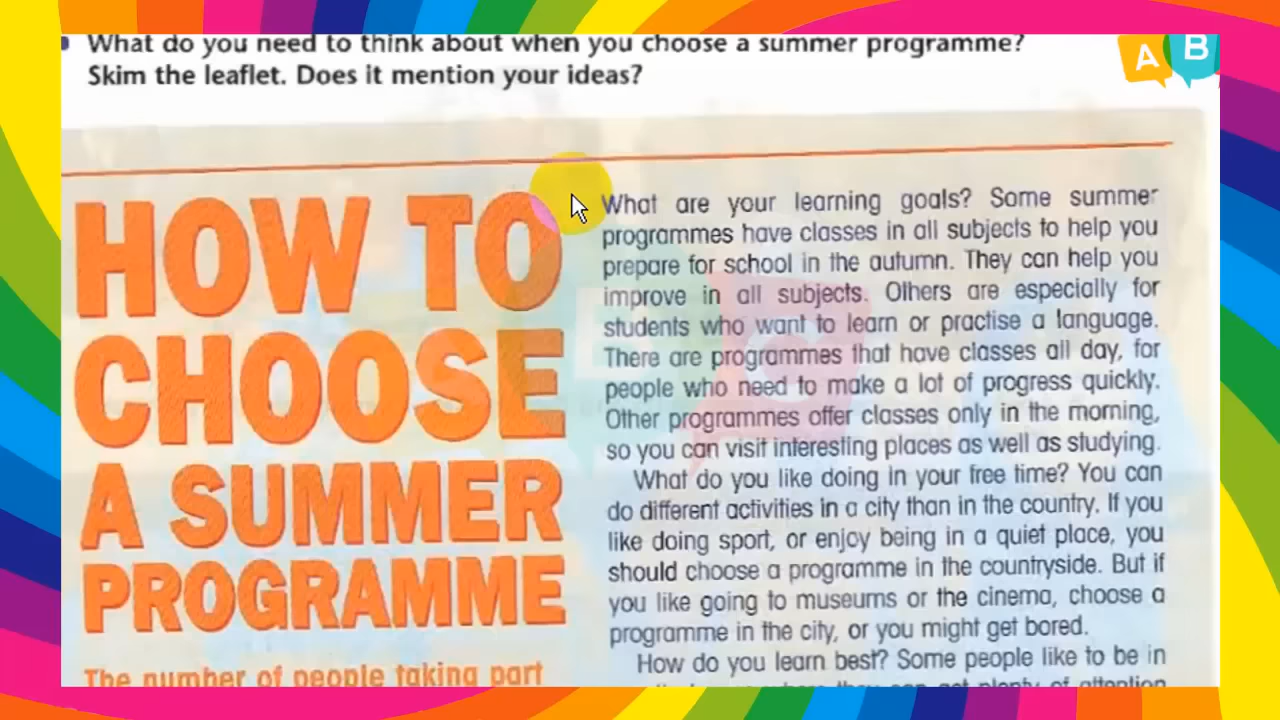 What do you need to think about when you choose a summer programme?
Skim the leaflet. Does it mention your ideas?
A B
HOW TO
CHOOSE
A SUMMER
PROGRAMME
The number of people taking part
What are your learning goals? Some summer
programmes have classes in all subjects to help you
prepare for school in the autumn. They can help you
improve in all subjects. Others are especially for
students who want to learn or practise a language.
There are programmes that have classes all day, for
people who need to make a lot of progress quickly.
Other programmes offer classes only in the morning,
so you can visit interesting places as well as studying.
What do you like doing in your free time? You can
do different activities in a city than in the country. If you
like doing sport, or enjoy being in a quiet place, you
should choose a programme in the countryside. But if
you like going to museums or the cinema, choose a
programme in the city, or you might get bored.
How do you learn best? Some people like to be in
they can get plenty of attention